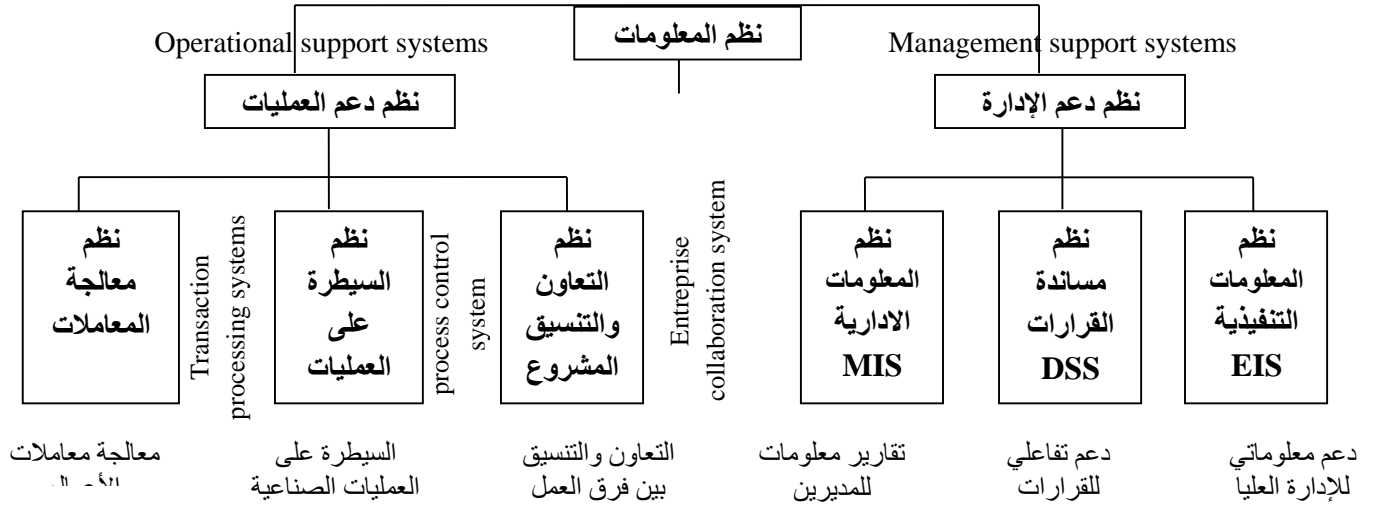 نظم المعلومات
Operational support systems
Management support systems
نظم دعم العمليات
نظم دعم الإدارة
نظم
معالجة
المعاملات
Transaction
processing systems
نظم
السيطرة
على
العمليات
process control
system
نظم
التعاون
والتنسيق
المشروع
Entreprise
collaboration system
نظم
المعلومات
الادارية
MIS
نظم
مساندة
القرارات
DSS
نظم
المعلومات
التنفيذية
EIS
معالجة معاملات
السيطرة على
العمليات الصناعية
التعاون والتنسيق
بين فرق العمل
تقارير معلومات
للمديرين
دعم تفاعلي
للقرارات
دعم معلوماتي
للإدارة العليا